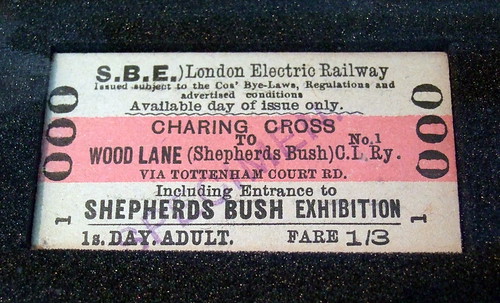 S.B.E.) London Electric Railway
Issued subject to the Cos' Bye-Laws, Regulations and
advertised conditions
Available day of issue only.
000
CHARING CROSS
TO
WOOD LANE (Shepherds Bush) No.1 C.L.Ry.
VIA TOTTENHAM COURT RD.
000
Including Entrance to
1 SHEPHERDS BUSH EXHIBITION 1
1s. DAY. ADULT. FARE 1/3
SPECIMEN